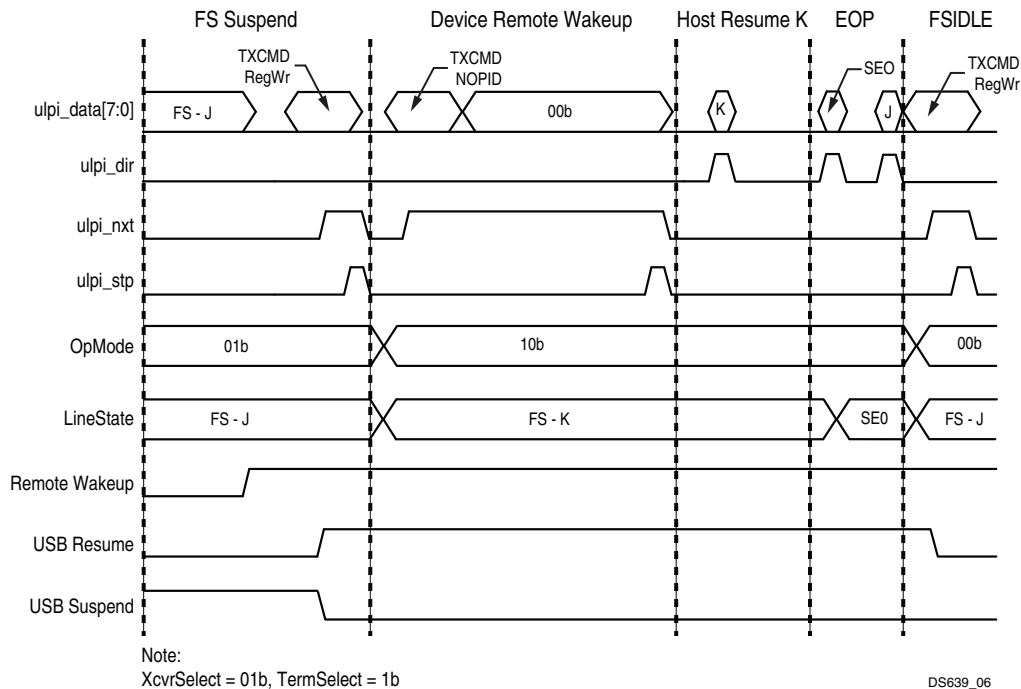 FS Suspend
Device Remote Wakeup
Host Resume K
EOP
FSIDLE
TXCMD
RegWr
TXCMD
NOPID
SEO
TXCMD
RegWr
ulpi_data[7:0]
FS - J
00b
K
J
ulpi_dir
ulpi_nxt
ulpi_stp
OpMode
01b
10b
00b
LineState
FS - J
FS - K
SE0
FS - J
Remote Wakeup
USB Resume
USB Suspend
Note:
XcvrSelect = 01b, TermSelect = 1b
DS639_06